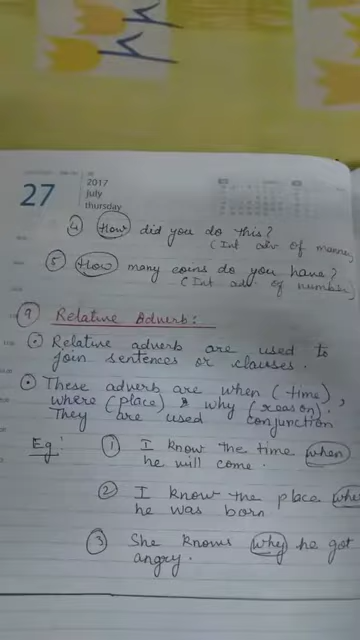 27
2017
july
thursday
④ How did you do this?
(Int adv. of manner)
⑤ How many coins do you have?
(Int adv. of number)
⑨ Relative Adverb:
Relative adverb are used to
join sentences or clauses.
These adverb are when (time),
where (place) & why (reason).
They are used conjunction
Eg: ① I know the time when
he will come.
② I know the place whe
he was born
③ She knows why he got
angry.